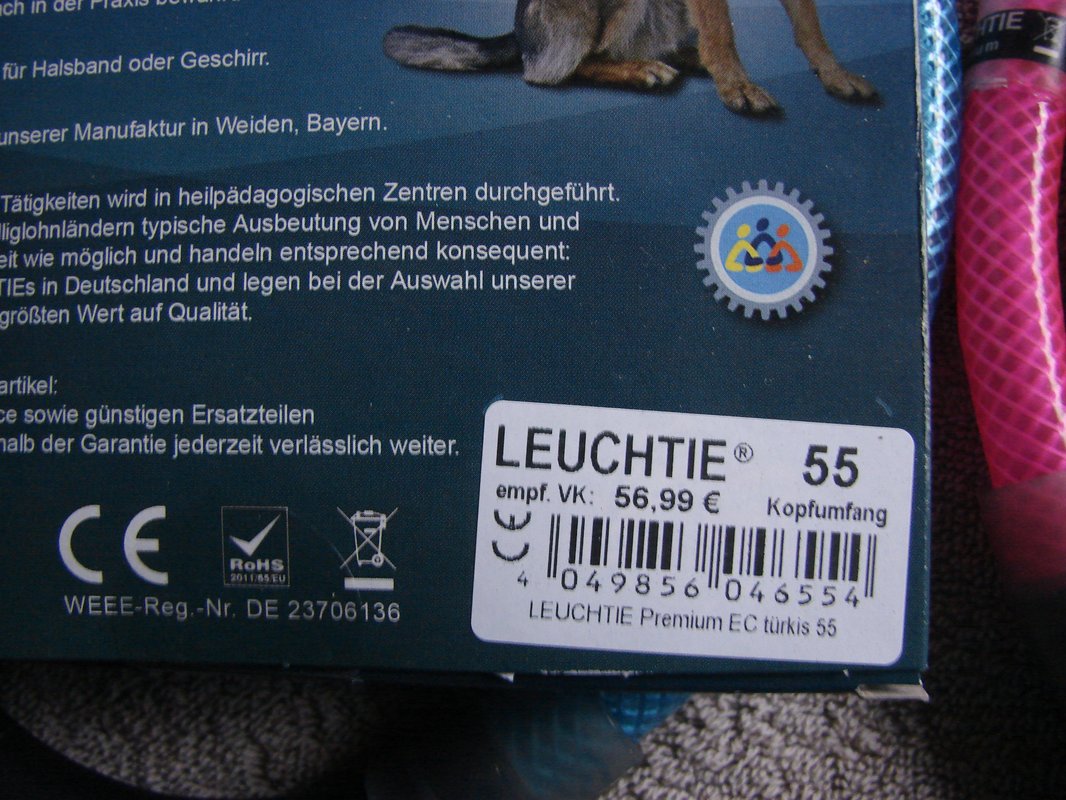 ch in der Praxis
für Halsband oder Geschirr.
unserer Manufaktur in Weiden, Bayern.
Tätigkeiten wird in heilpädagogischen Zentren durchgeführt.
lliglohnländern typische Ausbeutung von Menschen und
eit wie möglich und handeln entsprechend konsequent:
TIEs in Deutschland und legen bei der Auswahl unserer
größten Wert auf Qualität.
artikel:
ce sowie günstigen Ersatzteilen
halb der Garantie jederzeit verlässlich weiter.
CE
RoHS
2011/65/EU
WEEE-Reg.-Nr. DE 23706136
LEUCHTIE® 55
empf. VK: 56,99 € Kopfumfang
CE
4 049856 046554
LEUCHTIE Premium EC türkis 55
CHTIE
um